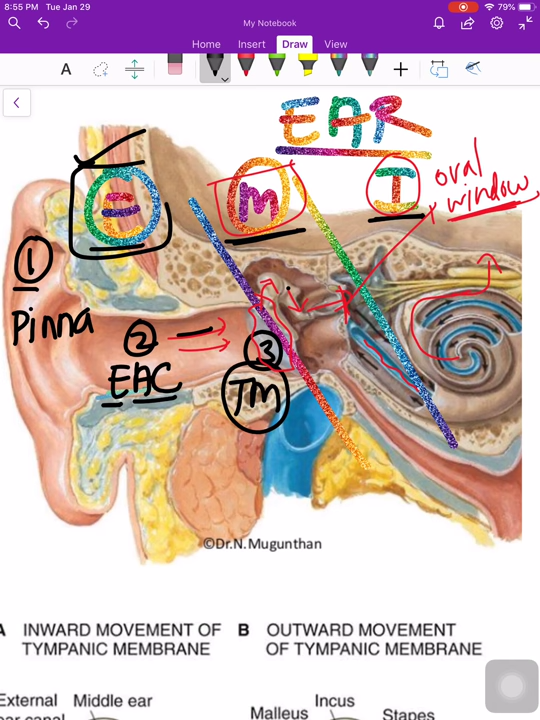 8:55 PM Tue Jan 29
79%
My Notebook
Home Insert Draw View
A
EAR
E
M
I
oval
window
1
Pinna
2
EAC
3
TM
©Dr.N.Mugunthan
A INWARD MOVEMENT OF
TYMPANIC MEMBRANE
B OUTWARD MOVEMENT
OF TYMPANIC MEMBRANE
External
ear canal
Middle ear
Malleus
Incus
Stapes